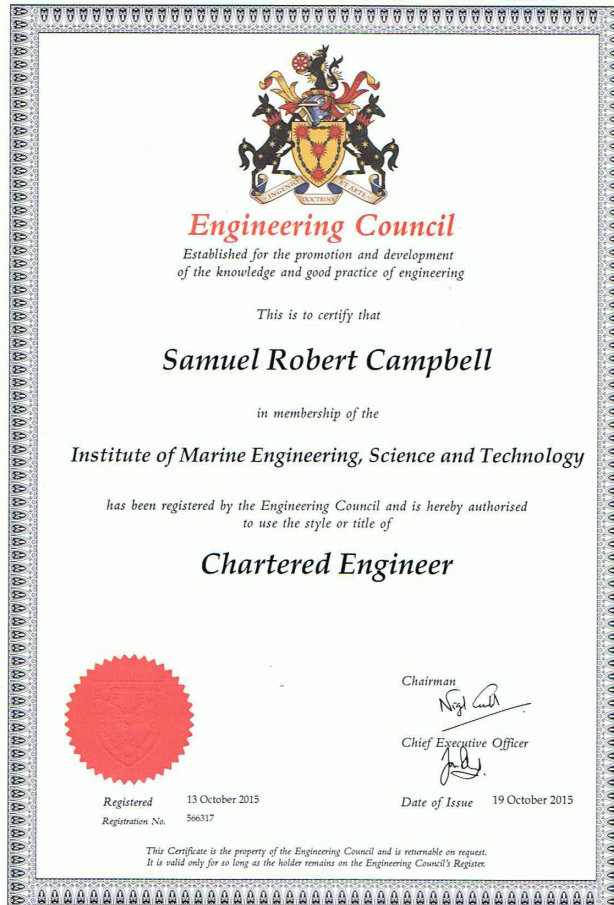 INGENIO DOCTRINA ET ARTE
Engineering Council
Established for the promotion and development
of the knowledge and good practice of engineering
This is to certify that
Samuel Robert Campbell
in membership of the
Institute of Marine Engineering, Science and Technology
has been registered by the Engineering Council and is hereby authorised
to use the style or title of
Chartered Engineer
Chairman
Chief Executive Officer
Registered 13 October 2015
Date of Issue 19 October 2015
Registration No. 566317
This Certificate is the property of the Engineering Council and is returnable on request.
It is valid only for so long as the holder remains on the Engineering Council's Register.